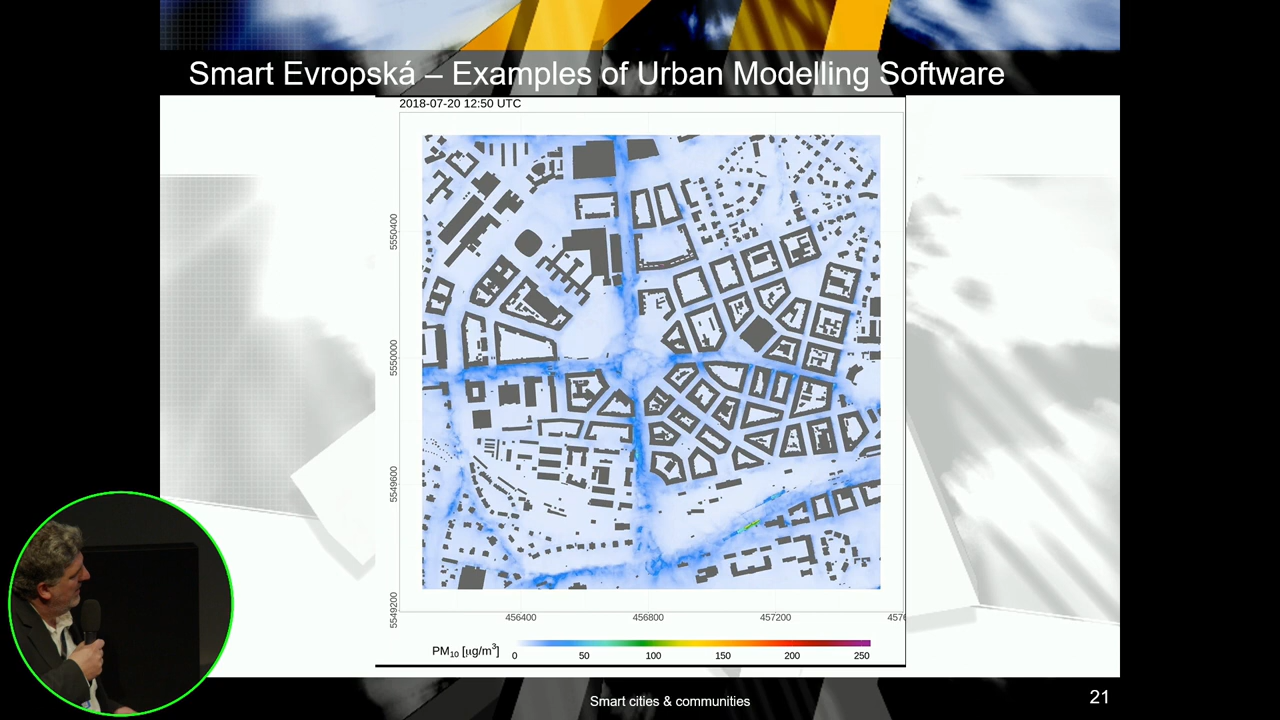 Smart Evropská – Examples of Urban Modelling Software
2018-07-20 12:50 UTC
5550400
5550000
5549600
5549200
456400 456800 457200 4576
PM10 [µg/m3] 0 50 100 150 200 250
Smart cities & communities
21